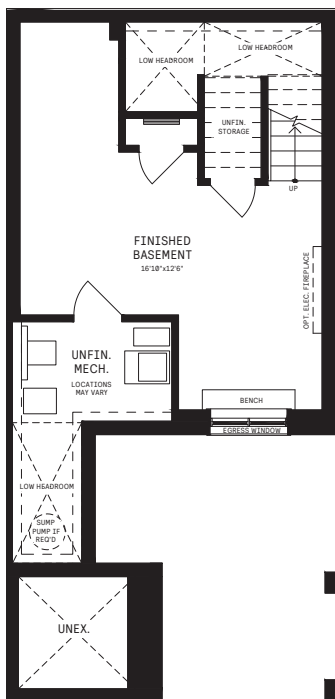 LOW HEADROOM
LOW HEADROOM
UNFIN.
STORAGE
UP
FINISHED
BASEMENT
16'10"x12'6"
OPT. ELEC. FIREPLACE
UNFIN.
MECH.
LOCATIONS
MAY VARY
BENCH
EGRESS WINDOW
LOW HEADROOM
SUMP
PUMP IF
REQ'D
UNEX.